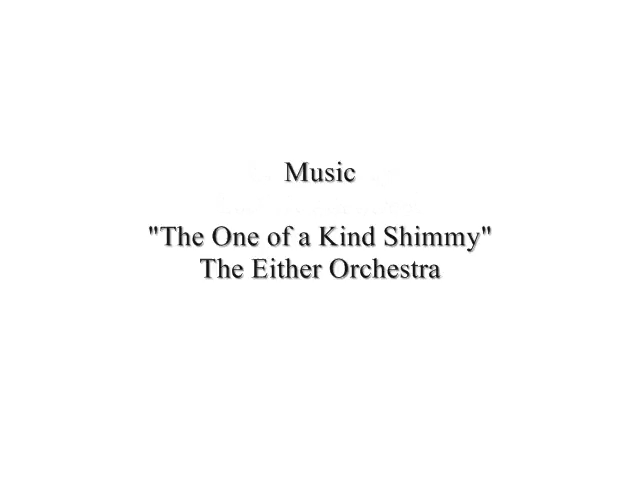 Music
"The One of a Kind Shimmy"
The Either Orchestra